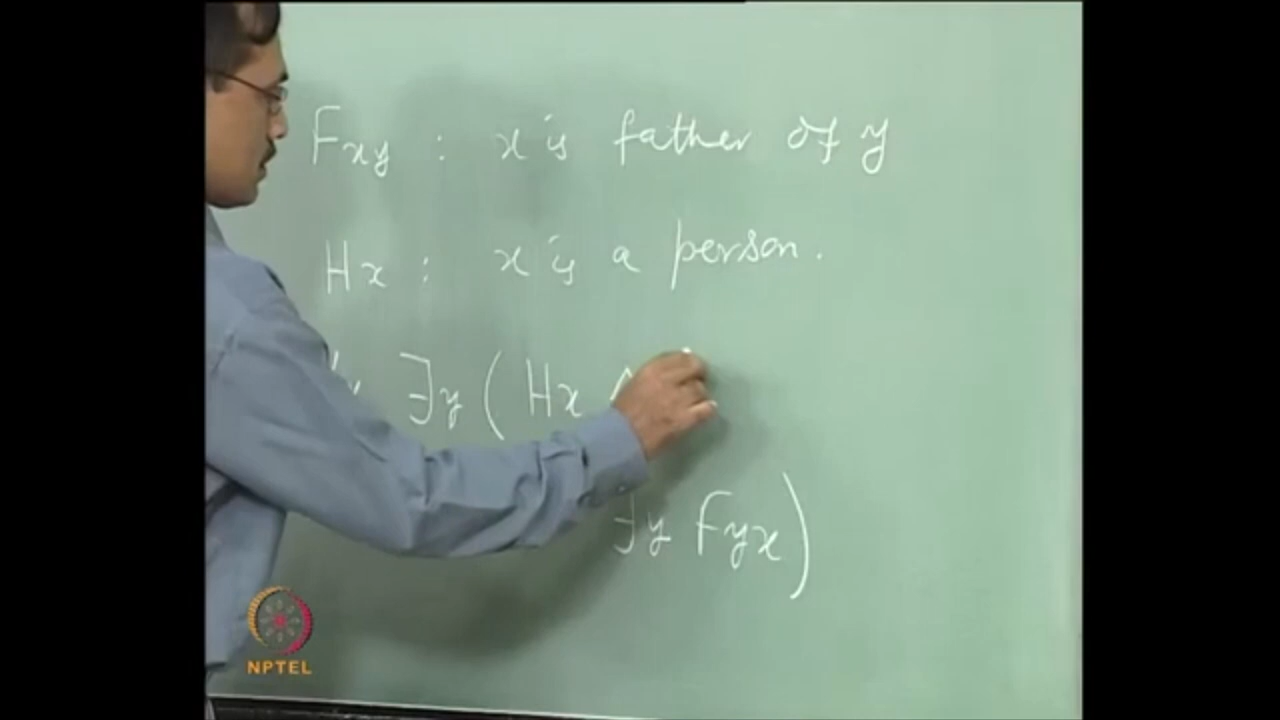 Fxy : x is father of y
Hx : x is a person.
∃y ( Hx
∃y Fyx )
NPTEL